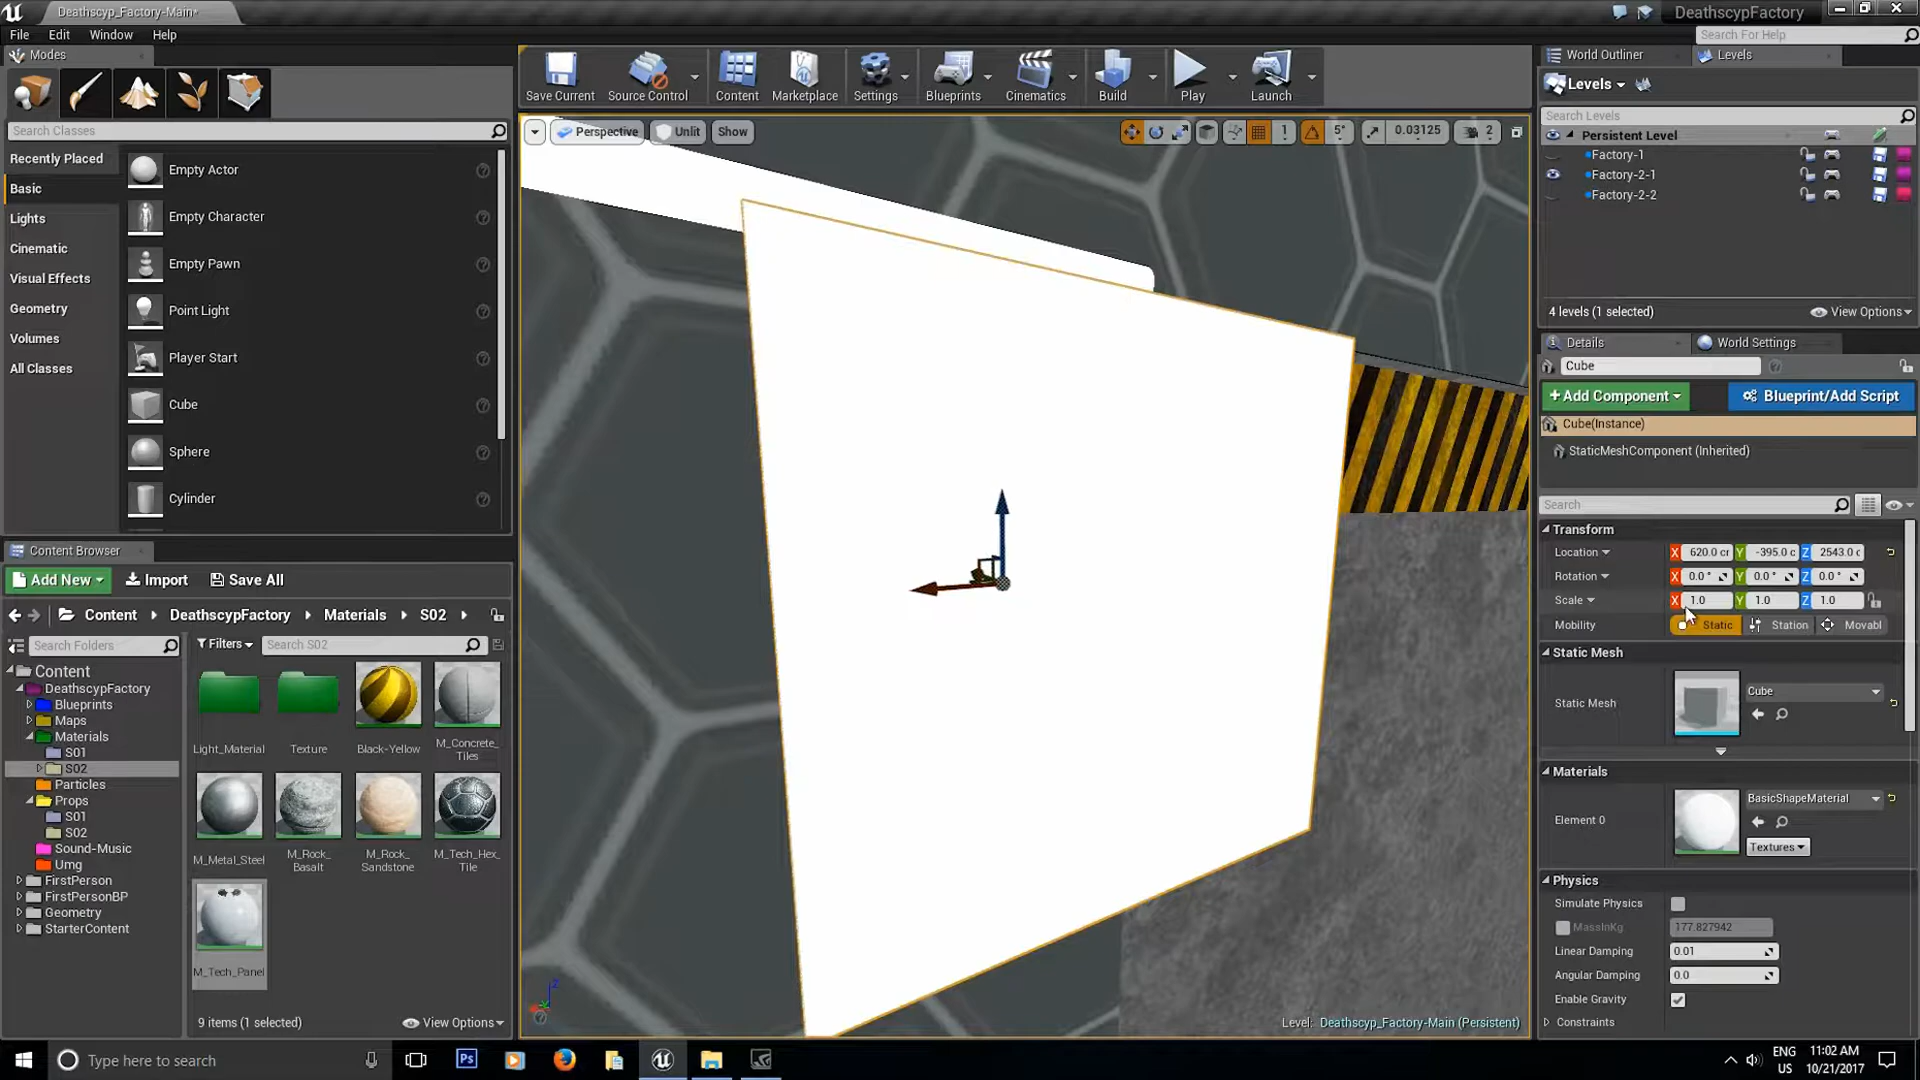 Deathscyp_Factory-Main*
DeathscypFactory
File Edit Window Help
Search For Help
Modes
Search Classes
Recently Placed
Basic
Lights
Cinematic
Visual Effects
Geometry
Volumes
All Classes
Empty Actor
Empty Character
Empty Pawn
Point Light
Player Start
Cube
Sphere
Cylinder
Save Current
Source Control
Content
Marketplace
Settings
Blueprints
Cinematics
Build
Play
Launch
Perspective Unlit Show
1 5° 0.03125 2
World Outliner Levels
Levels
Search Levels
Persistent Level
Factory-1
Factory-2-1
Factory-2-2
4 levels (1 selected) View Options
Details World Settings
Cube
+Add Component Blueprint/Add Script
Cube(Instance)
StaticMeshComponent (Inherited)
Search
Transform
Location X 620.0 cr Y -395.0 c Z 2543.0 c
Rotation X 0.0 ° Y 0.0 ° Z 0.0 °
Scale X 1.0 Y 1.0 Z 1.0
Mobility Static Station Movabl
Static Mesh
Static Mesh Cube
Materials
Element 0 BasicShapeMaterial
Textures
Physics
Simulate Physics
MassInKg 177.827942
Linear Damping 0.01
Angular Damping 0.0
Enable Gravity
Constraints
Content Browser
Add New Import Save All
Content DeathscypFactory Materials S02
Search Folders
Filters Search S02
Content
DeathscypFactory
Blueprints
Maps
Materials
S01
S02
Particles
Props
S01
S02
Sound-Music
Umg
FirstPerson
FirstPersonBP
Geometry
StarterContent
Light_Material
Texture
Black-Yellow
M_Concrete_
Tiles
M_Metal_Steel
M_Rock_
Basalt
M_Rock_
Sandstone
M_Tech_Hex_
Tile
M_Tech_Panel
9 items (1 selected) View Options
Level: Deathscyp_Factory-Main (Persistent)
Type here to search
Ps
ENG
US
11:02 AM
10/21/2017